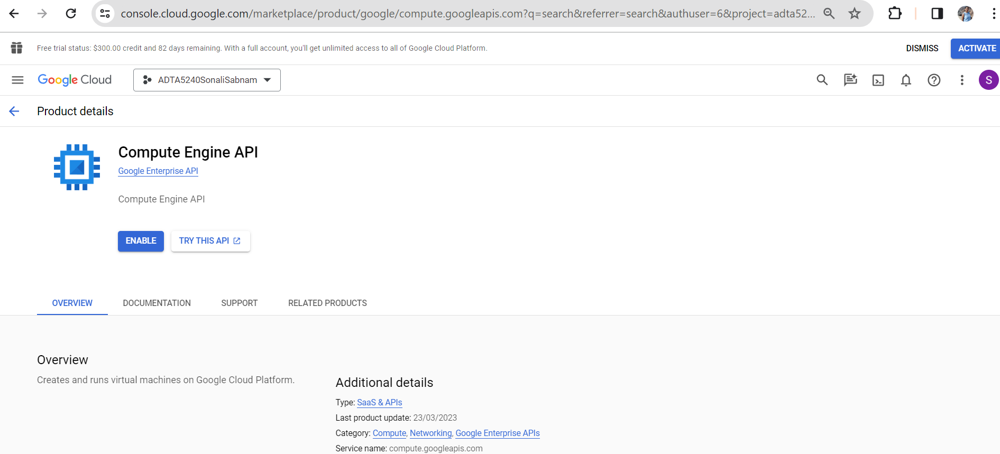 console.cloud.google.com/marketplace/product/google/compute.googleapis.com?q=search&referrer=search&authuser=6&project=adta52...
Free trial status: $300.00 credit and 82 days remaining. With a full account, you'll get unlimited access to all of Google Cloud Platform.
DISMISS
ACTIVATE
Google Cloud
ADTA5240SonaliSabnam
S
Product details
Compute Engine API
Google Enterprise API
Compute Engine API
ENABLE
TRY THIS API
OVERVIEW
DOCUMENTATION
SUPPORT
RELATED PRODUCTS
Overview
Creates and runs virtual machines on Google Cloud Platform.
Additional details
Type: SaaS & APIs
Last product update: 23/03/2023
Category: Compute, Networking, Google Enterprise APIs
Service name: compute.googleapis.com